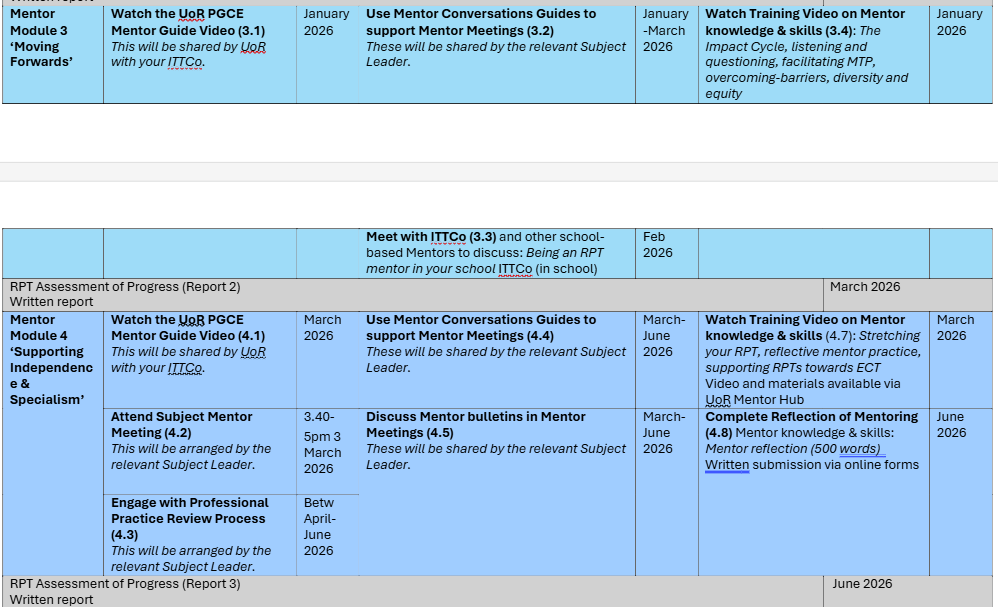 Written report
Mentor
Module 3
‘Moving
Forwards’
Watch the UoR PGCE
Mentor Guide Video (3.1)
This will be shared by UoR
with your ITTCo.
January
2026
Use Mentor Conversations Guides to
support Mentor Meetings (3.2)
These will be shared by the relevant Subject
Leader.
January
-March
2026
Watch Training Video on Mentor
knowledge & skills (3.4): The
Impact Cycle, listening and
questioning, facilitating MTP,
overcoming-barriers, diversity and
equity
January
2026
Meet with ITTCo (3.3) and other school-
based Mentors to discuss: Being an RPT
mentor in your school ITTCo (in school)
Feb
2026
RPT Assessment of Progress (Report 2)
Written report
March 2026
Mentor
Module 4
‘Supporting
Independenc
e &
Specialism’
Watch the UoR PGCE
Mentor Guide Video (4.1)
This will be shared by UoR
with your ITTCo.
March
2026
Use Mentor Conversations Guides to
support Mentor Meetings (4.4)
These will be shared by the relevant Subject
Leader.
March-
June
2026
Watch Training Video on Mentor
knowledge & skills (4.7): Stretching
your RPT, reflective mentor practice,
supporting RPTs towards ECT
Video and materials available via
UoR Mentor Hub
March
2026
Attend Subject Mentor
Meeting (4.2)
This will be arranged by the
relevant Subject Leader.
3.40-
5pm 3
March
2026
Discuss Mentor bulletins in Mentor
Meetings (4.5)
These will be shared by the relevant Subject
Leader.
March-
June
2026
Complete Reflection of Mentoring
(4.8) Mentor knowledge & skills:
Mentor reflection (500 words)
Written submission via online forms
June
2026
Engage with Professional
Practice Review Process
(4.3)
This will be arranged by the
relevant Subject Leader.
Betw
April-
June
2026
RPT Assessment of Progress (Report 3)
Written report
June 2026